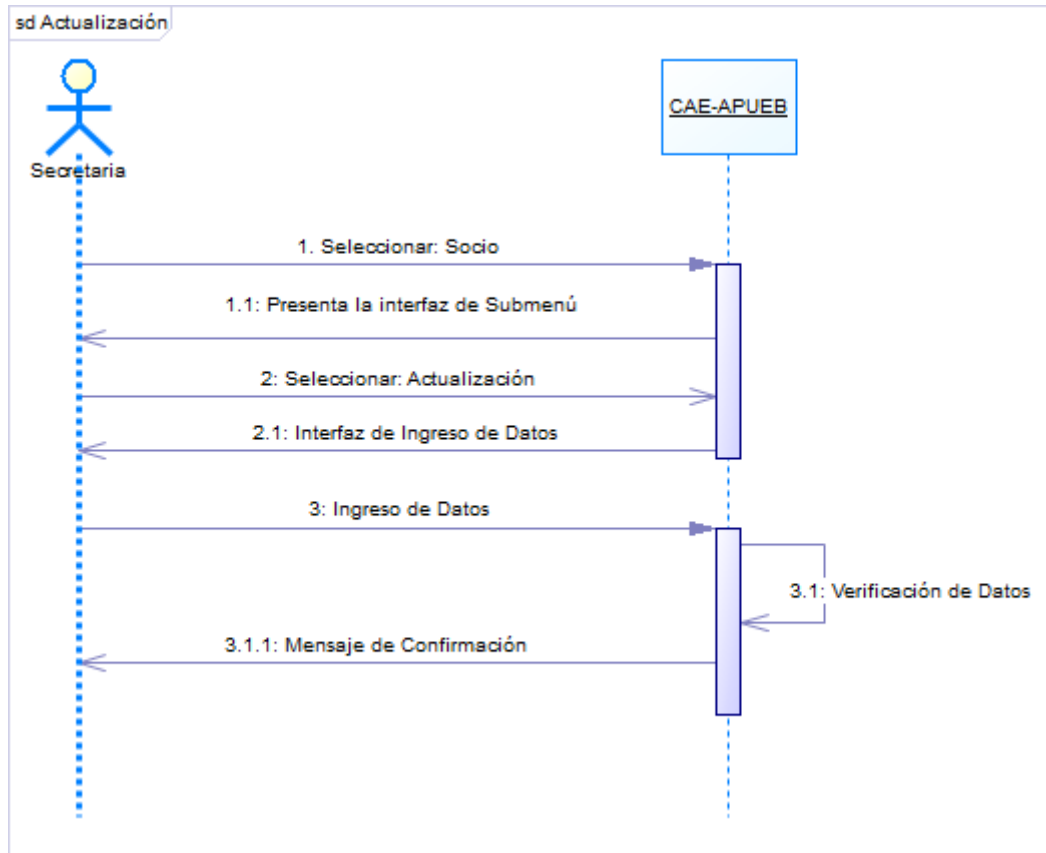 sd Actualización
CAE-APUEB
Secretaria
1. Seleccionar: Socio
1.1: Presenta la interfaz de Submenú
2: Seleccionar: Actualización
2.1: Interfaz de Ingreso de Datos
3: Ingreso de Datos
3.1: Verificación de Datos
3.1.1: Mensaje de Confirmación